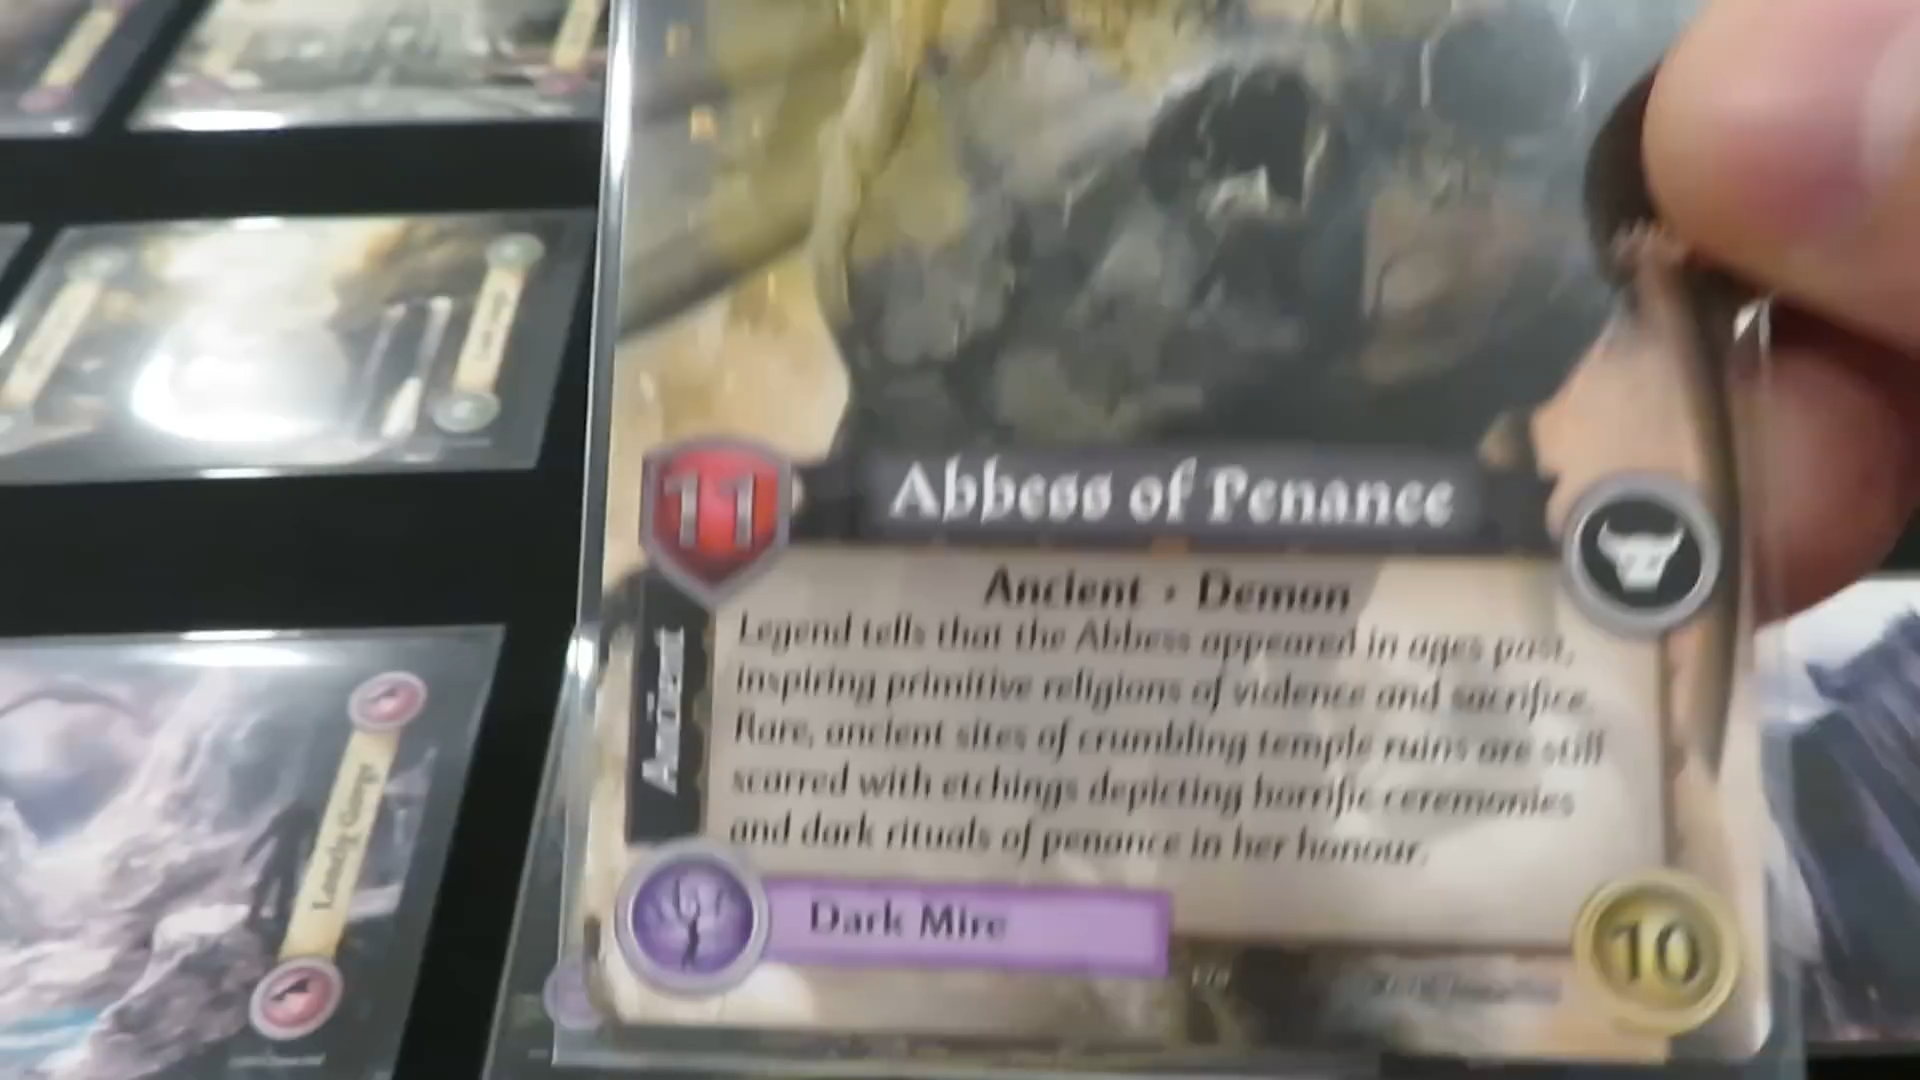 11
Abbess of Penance
Ancient • Demon
Ancient
Legend tells that the Abbess appeared in ages past,
inspiring primitive religions of violence and sacrifice.
Rare, ancient sites of crumbling temple ruins are still
scarred with etchings depicting horrific ceremonies
and dark rituals of penance in her honour.
Dark Mire
10